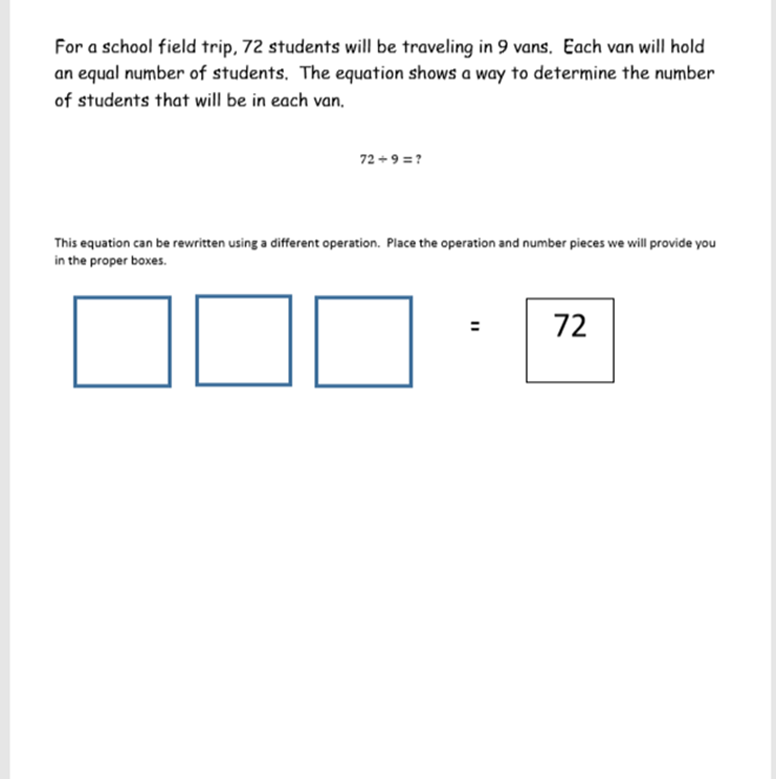 For a school field trip, 72 students will be traveling in 9 vans. Each van will hold
an equal number of students. The equation shows a way to determine the number
of students that will be in each van.
72 ÷ 9 = ?
This equation can be rewritten using a different operation. Place the operation and number pieces we will provide you
in the proper boxes.
= 72